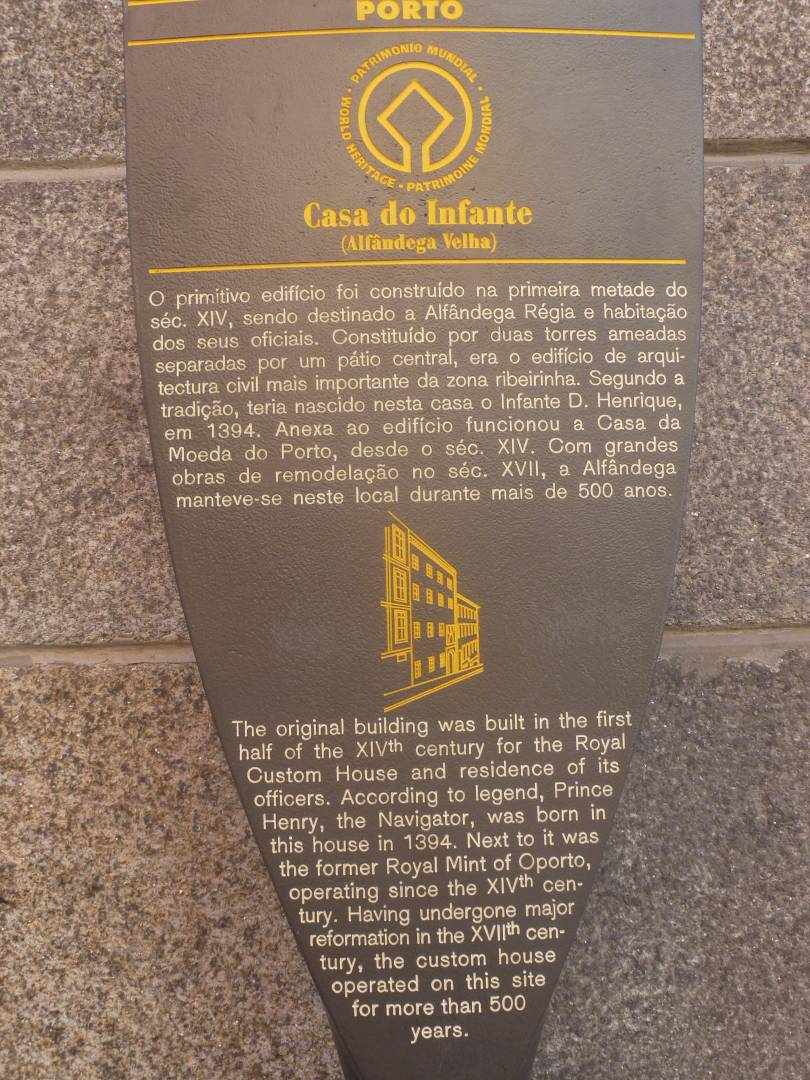 PORTO
PATRIMONIO MUNDIAL • WORLD HERITAGE • PATRIMOINE MONDIAL •
Casa do Infante
(Alfândega Velha)
O primitivo edifício foi construído na primeira metade do
séc. XIV, sendo destinado a Alfândega Régia e habitação
dos seus oficiais. Constituído por duas torres ameadas
separadas por um pátio central, era o edifício de arqui-
tectura civil mais importante da zona ribeirinha. Segundo a
tradição, teria nascido nesta casa o Infante D. Henrique,
em 1394. Anexa ao edifício funcionou a Casa da
Moeda do Porto, desde o séc. XIV. Com grandes
obras de remodelação no séc. XVII, a Alfândega
manteve-se neste local durante mais de 500 anos.
The original building was built in the first
half of the XIVth century for the Royal
Custom House and residence of its
officers. According to legend, Prince
Henry, the Navigator, was born in
this house in 1394. Next to it was
the former Royal Mint of Oporto,
operating since the XIVth cen-
tury. Having undergone major
reformation in the XVIIth cen-
tury, the custom house
operated on this site
for more than 500
years.